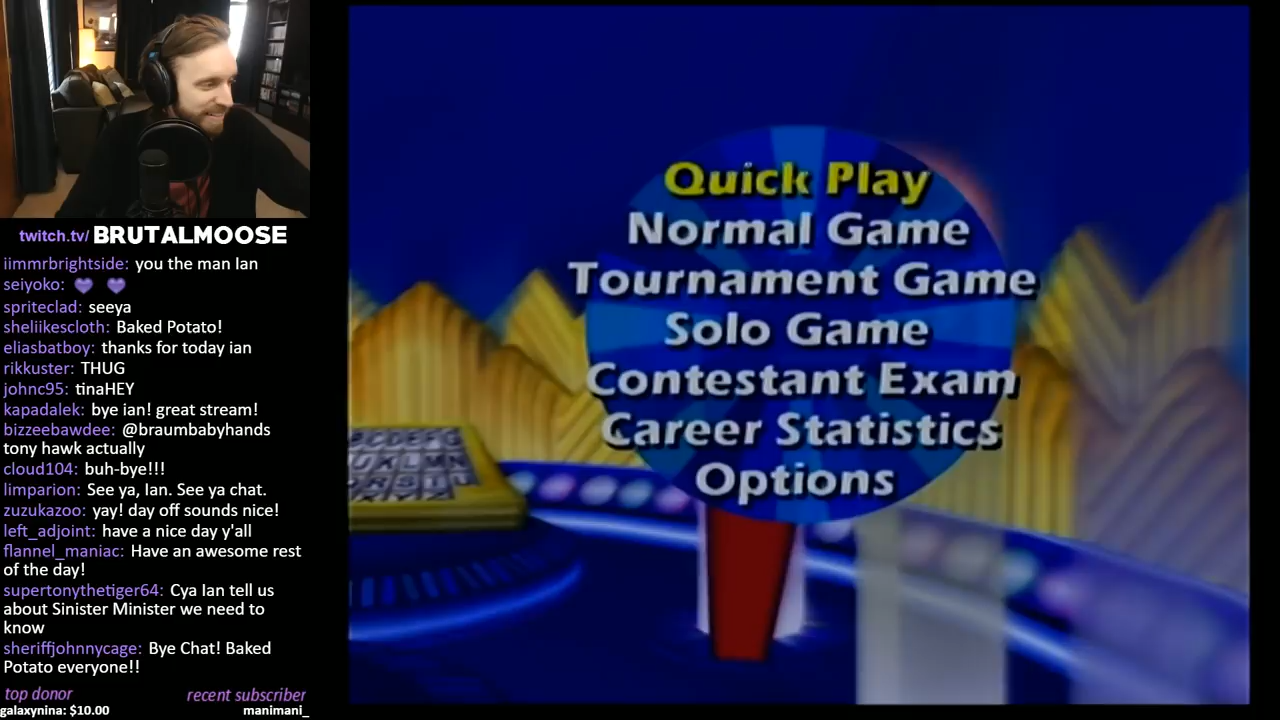 twitch.tv/ BRUTALMOOSE
iimmrbrightside: you the man Ian
seiyoko:
spriteclad: seeya
sheliikescloth: Baked Potato!
eliasbatboy: thanks for today ian
rikkuster: THUG
johnc95: tinaHEY
kapadalek: bye ian! great stream!
bizzeebawdee: @braumbabyhands
tony hawk actually
cloud104: buh-bye!!!
limparion: See ya, Ian. See ya chat.
zuzukazoo: yay! day off sounds nice!
left_adjoint: have a nice day y'all
flannel_maniac: Have an awesome rest
of the day!
supertonythetiger64: Cya Ian tell us
about Sinister Minister we need to
know
sheriffjohnnycage: Bye Chat! Baked
Potato everyone!!
top donor
recent subscriber
galaxynina: $10.00
manimani_
Quick Play
Normal Game
Tournament Game
Solo Game
Contestant Exam
Career Statistics
Options